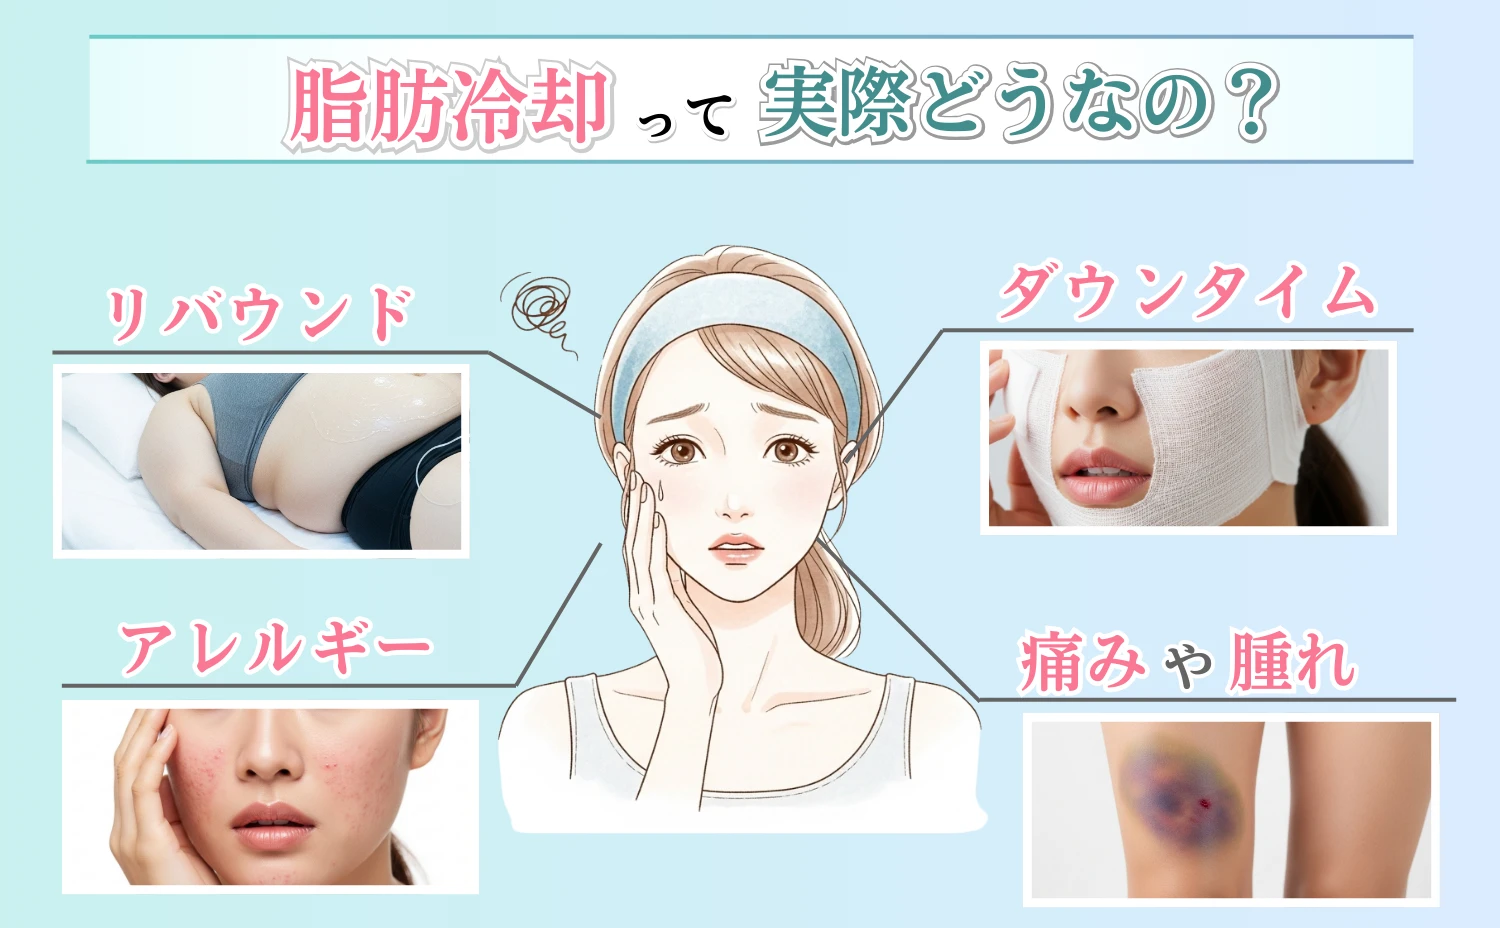 脂肪冷却って実際どうなの？
リバウンド
ダウンタイム
アレルギー
痛みや腫れ